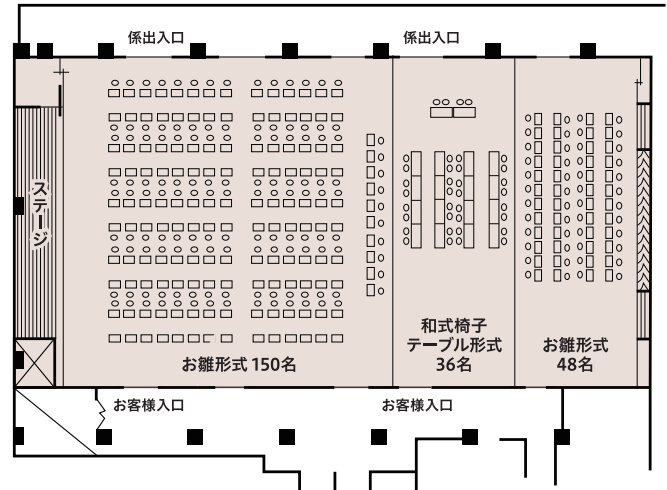 係出入口
係出入口
ステージ
お雛形式 150名
和式椅子
テーブル形式
36名
お雛形式
48名
お客様入口
お客様入口